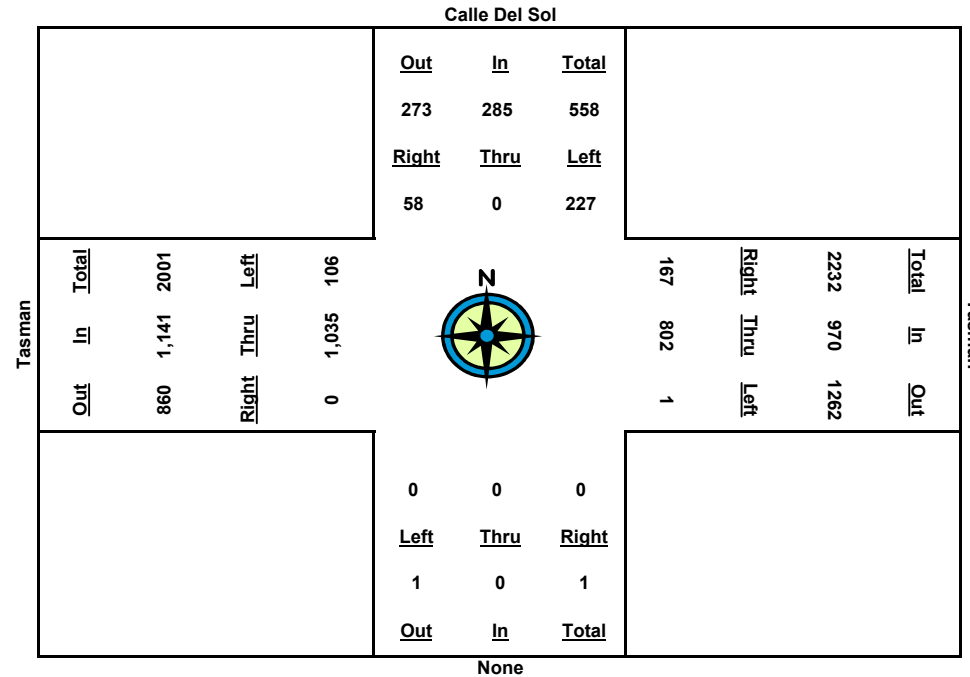 Calle Del Sol
Out In Total
273 285 558
Right Thru Left
58 0 227
Tasman
Total In Out
2001 1,141 860
Left Thru Right
106 1,035 0
N
167 802 1
Right Thru Left
2232 970 1262
Total In Out
0 0 0
Left Thru Right
1 0 1
Out In Total
None